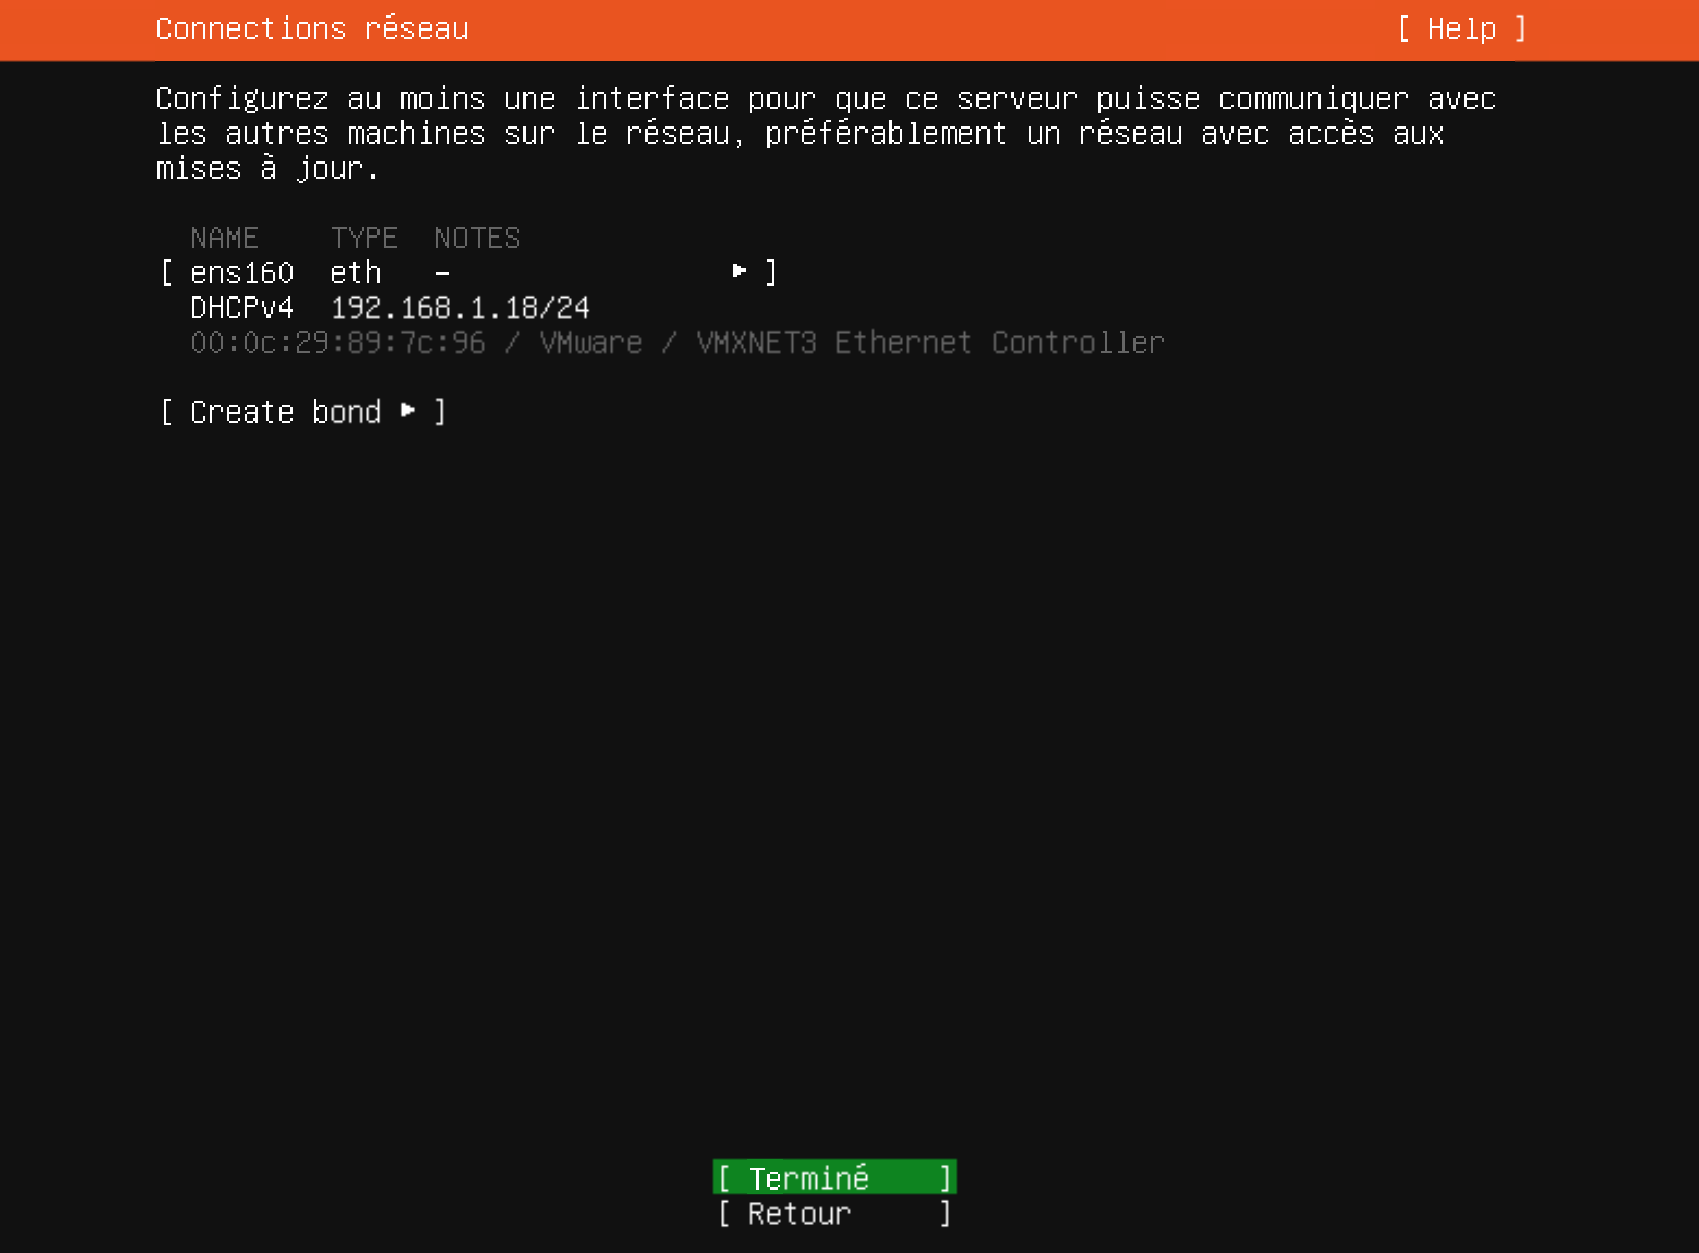 Connections réseau [ Help ]
Configurez au moins une interface pour que ce serveur puisse communiquer avec
les autres machines sur le réseau, préférablement un réseau avec accès aux
mises à jour.
NAME TYPE NOTES
[ ens160 eth - ▸ ]
DHCPv4 192.168.1.18/24
00:0c:29:89:7c:96 / VMware / VMXNET3 Ethernet Controller
[ Create bond ▸ ]
[ Terminé ]
[ Retour ]